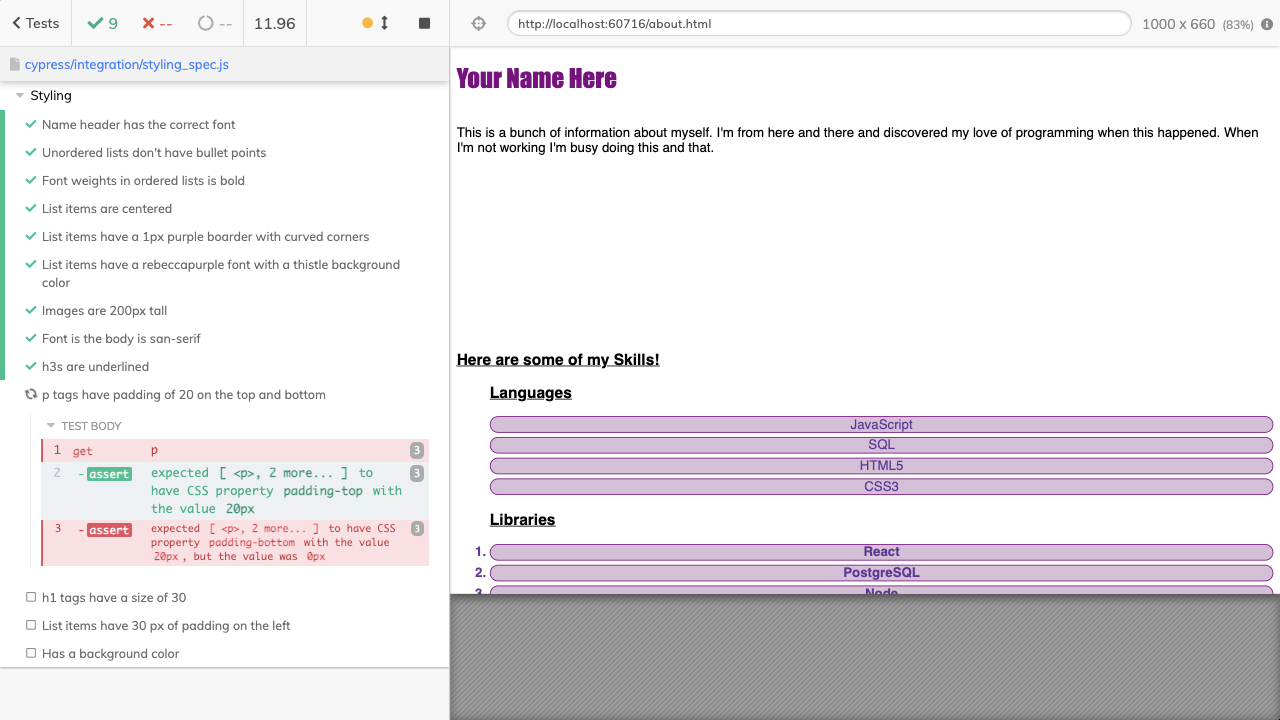 Tests
9
--
--
11.96
http://localhost:60716/about.html
1000 x 660 (83%)
cypress/integration/styling_spec.js
Styling
Name header has the correct font
Unordered lists don't have bullet points
Font weights in ordered lists is bold
List items are centered
List items have a 1px purple boarder with curved corners
List items have a rebeccapurple font with a thistle background
color
Images are 200px tall
Font is the body is san-serif
h3s are underlined
p tags have padding of 20 on the top and bottom
TEST BODY
1 get p 3
2 -assert expected [ <p>, 2 more... ] to 3
have CSS property padding-top with
the value 20px
3 -assert expected [ <p>, 2 more... ] to have CSS 3
property padding-bottom with the value
20px, but the value was 0px
h1 tags have a size of 30
List items have 30 px of padding on the left
Has a background color
Your Name Here
This is a bunch of information about myself. I'm from here and there and discovered my love of programming when this happened. When
I'm not working I'm busy doing this and that.
Here are some of my Skills!
Languages
JavaScript
SQL
HTML5
CSS3
Libraries
1. React
2. PostgreSQL
3. Node